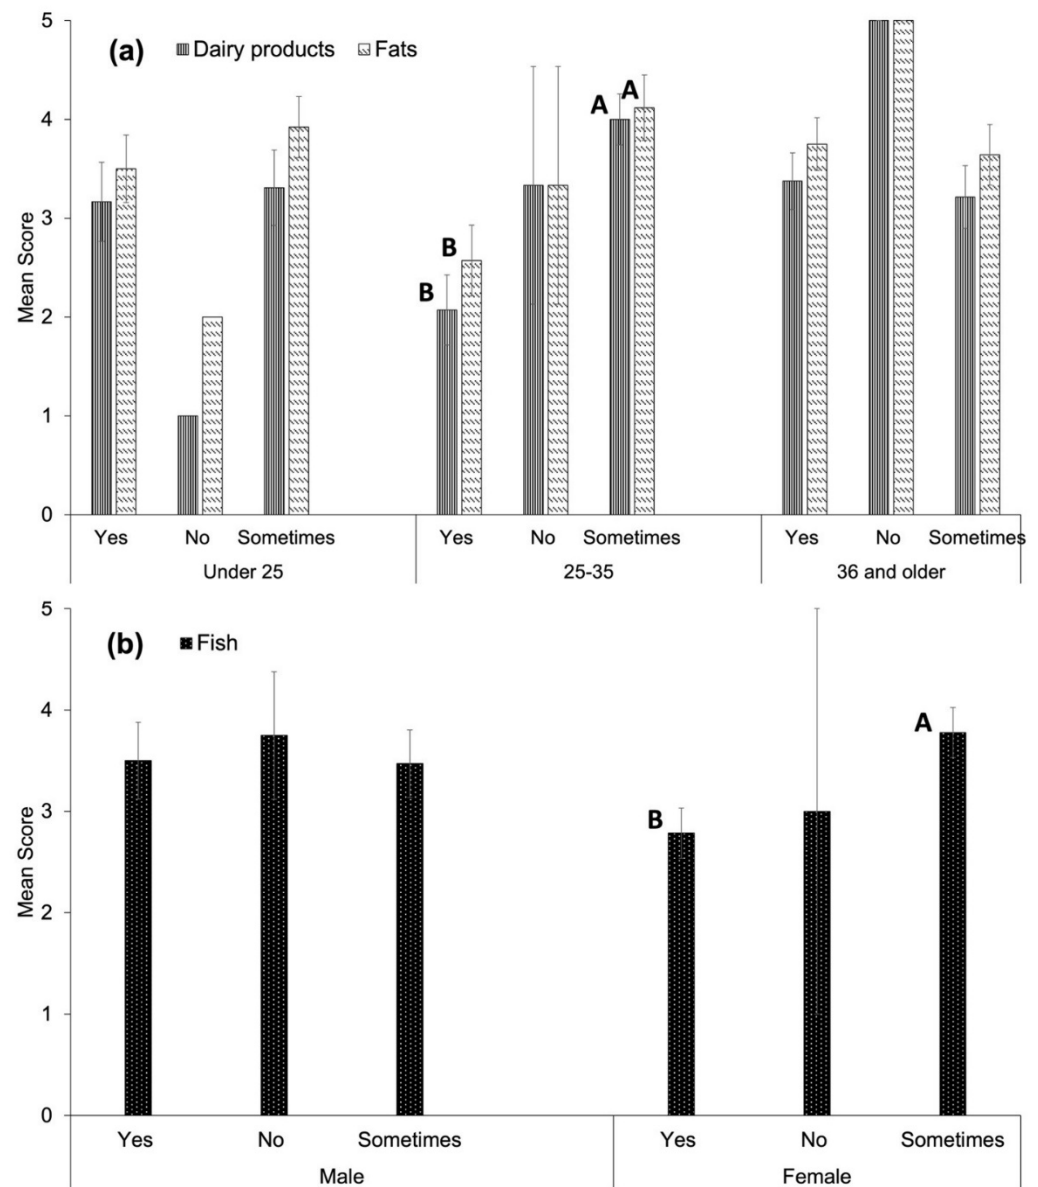 5
(a) Dairy products Fats
4
3
2
1
0
Mean Score
A A
B
B
Yes No Sometimes Yes No Sometimes Yes No Sometimes
Under 25 25-35 36 and older
5
(b) Fish
4
3
2
1
0
Mean Score
A
B
Yes No Sometimes Yes No Sometimes
Male Female